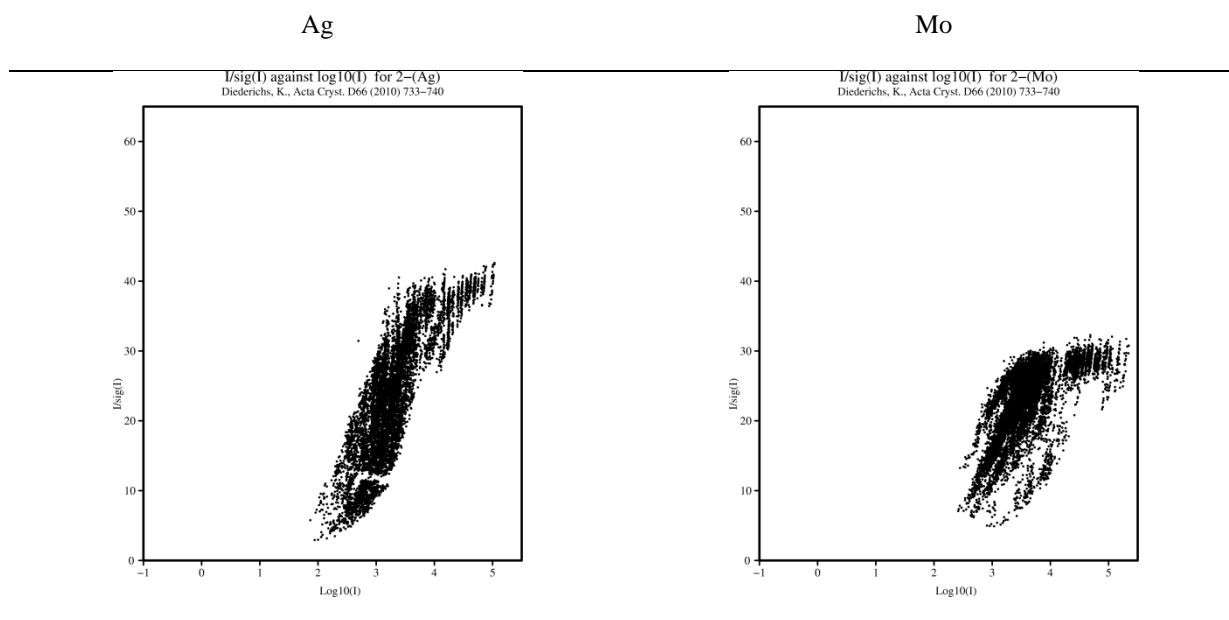 Ag
Mo
I/sig(I) against log10(I) for 2−(Ag)
Diederichs, K., Acta Cryst. D66 (2010) 733−740
60
50
40
30
20
10
0
I/sig(I)
−1 0 1 2 3 4 5
Log10(I)
I/sig(I) against log10(I) for 2−(Mo)
Diederichs, K., Acta Cryst. D66 (2010) 733−740
60
50
40
30
20
10
0
I/sig(I)
−1 0 1 2 3 4 5
Log10(I)